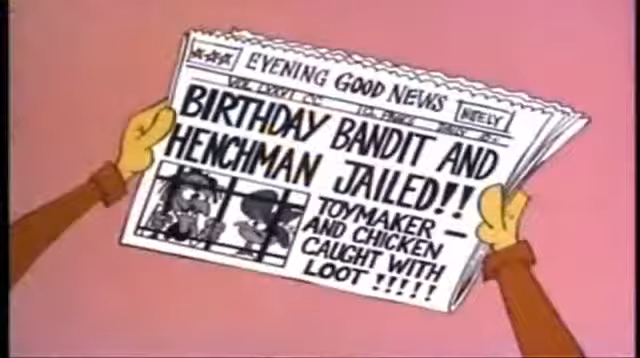 EVENING GOOD NEWS
BIRTHDAY BANDIT AND
HENCHMAN JAILED!!
TOYMAKER –
AND CHICKEN
CAUGHT WITH
LOOT !!!!!